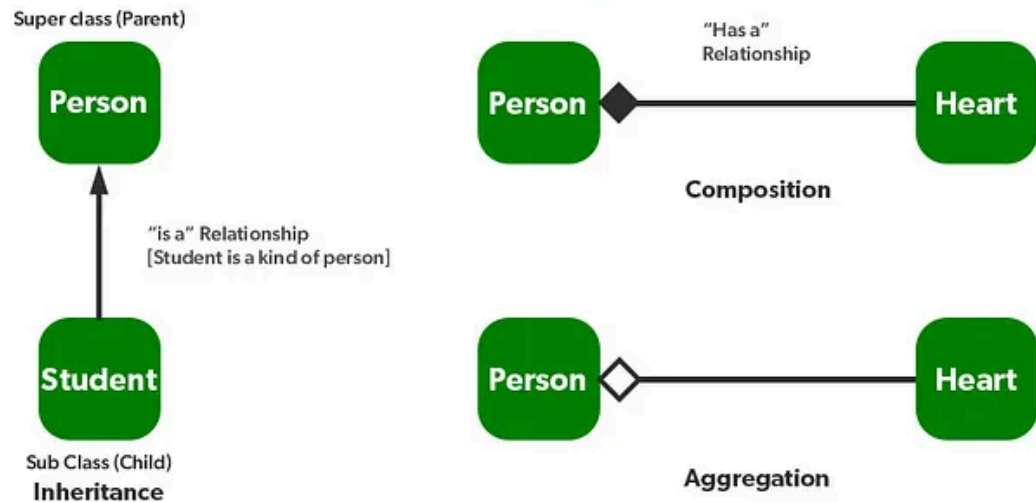 Super class (Parent)
Person
“is a” Relationship
[Student is a kind of person]
Student
Sub Class (Child)
Inheritance
“Has a”
Relationship
Person
Heart
Composition
Person
Heart
Aggregation